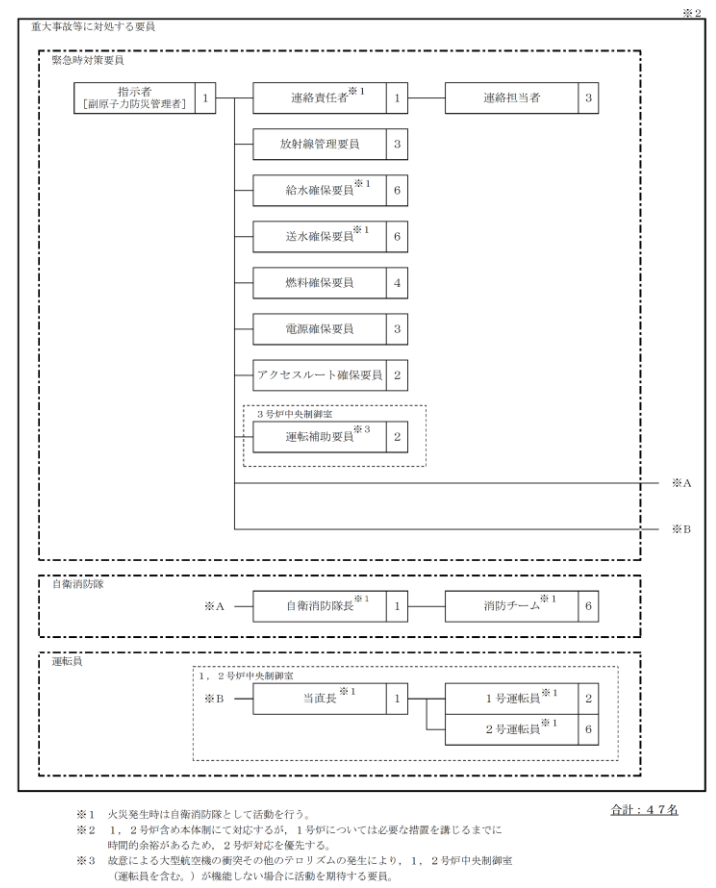 ※２
重大事故等に対処する要員
緊急時対策要員
指示者
[副原子力防災管理者]
1
連絡責任者※１
1
連絡担当者
3
放射線管理要員
3
給水確保要員※１
6
送水確保要員※１
6
燃料確保要員
4
電源確保要員
3
アクセスルート確保要員
2
３号炉中央制御室
運転補助要員※３
2
※A
※B
自衛消防隊
※A
自衛消防隊長※１
1
消防チーム※１
6
運転員
１，２号炉中央制御室
※B
当直長※１
1
１号運転員※１
2
２号運転員※１
6
合計：４７名
※１　火災発生時は自衛消防隊として活動を行う。
※２　１，２号炉含め本体制にて対応するが，１号炉については必要な措置を講じるまでに
時間的余裕があるため，２号炉対応を優先する。
※３　故意による大型航空機の衝突その他のテロリズムの発生により，１，２号炉中央制御室
（運転員を含む。）が機能しない場合に活動を期待する要員。